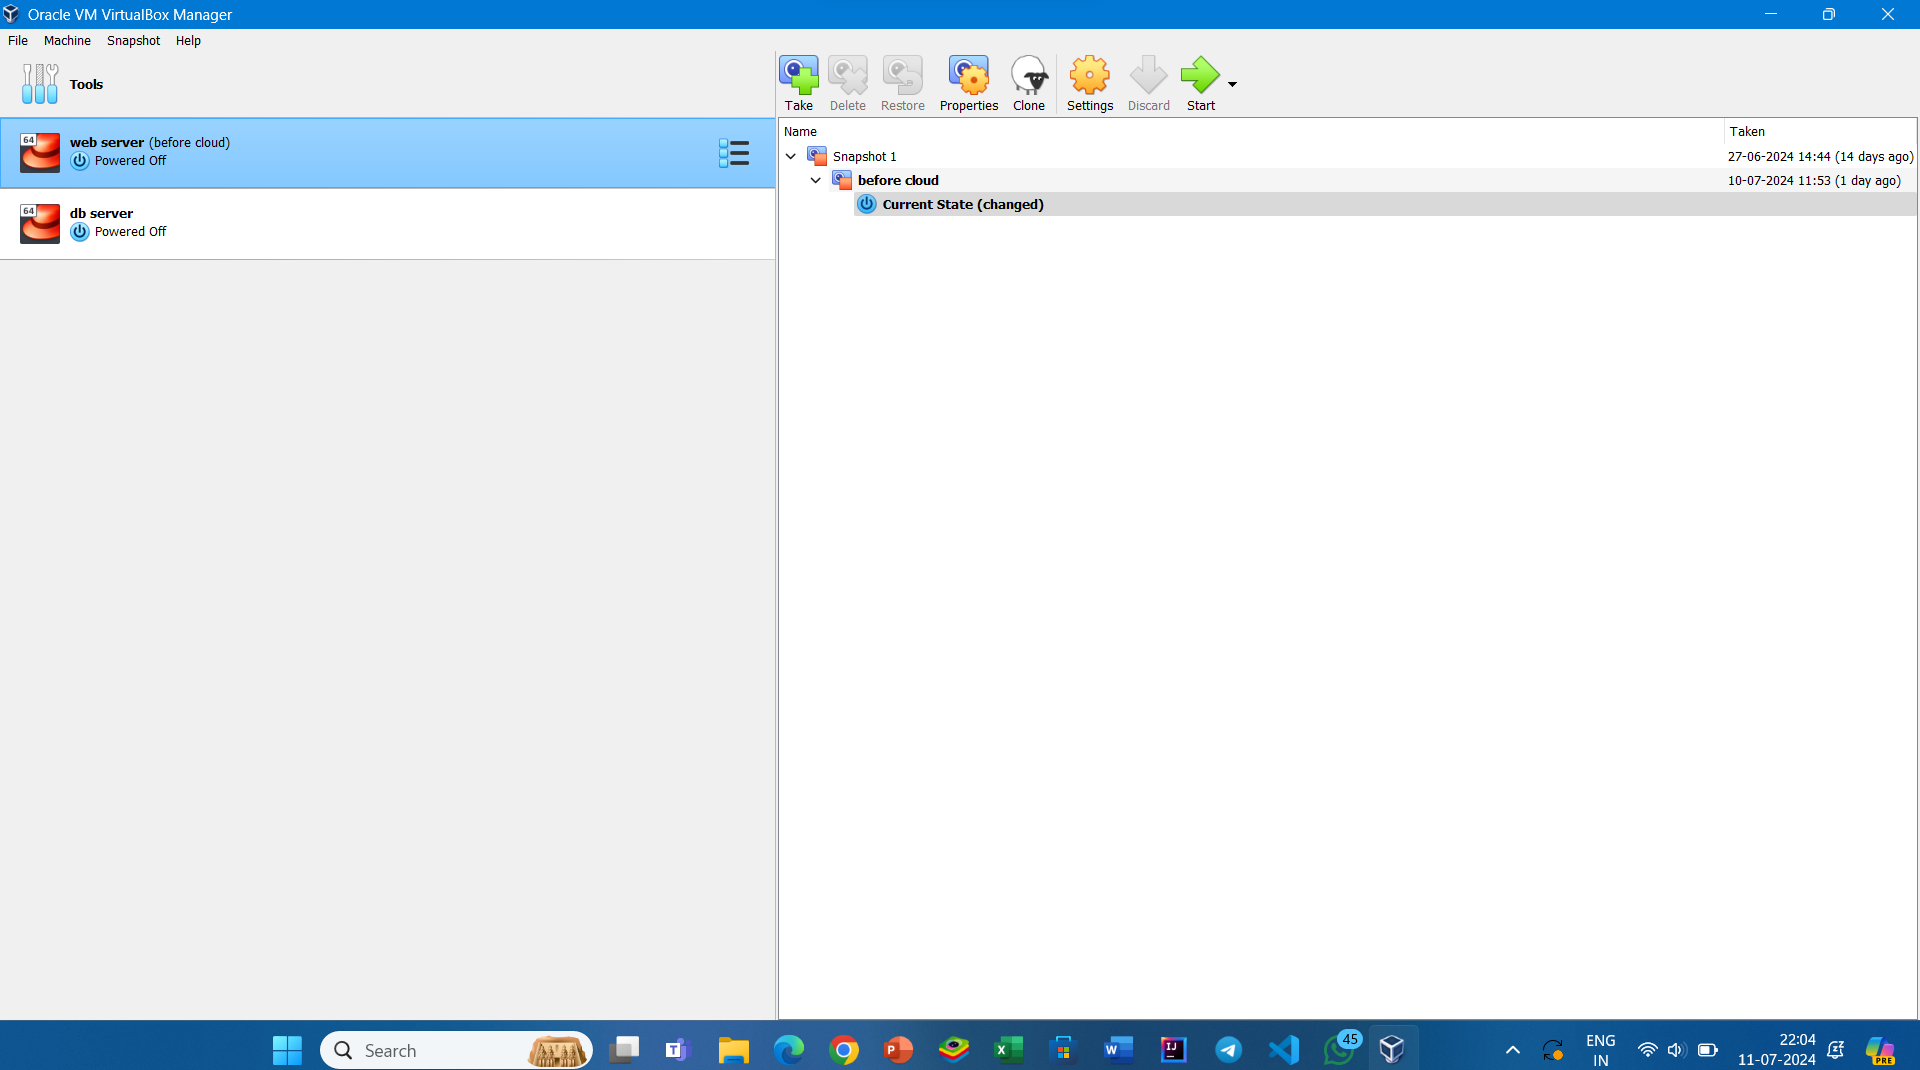 Oracle VM VirtualBox Manager
File Machine Snapshot Help
Tools
Take Delete Restore Properties Clone Settings Discard Start
64 web server (before cloud)
Powered Off
64 db server
Powered Off
Name Taken
Snapshot 1 27-06-2024 14:44 (14 days ago)
before cloud 10-07-2024 11:53 (1 day ago)
Current State (changed)
Search
45
ENG
IN
22:04
11-07-2024
PRE